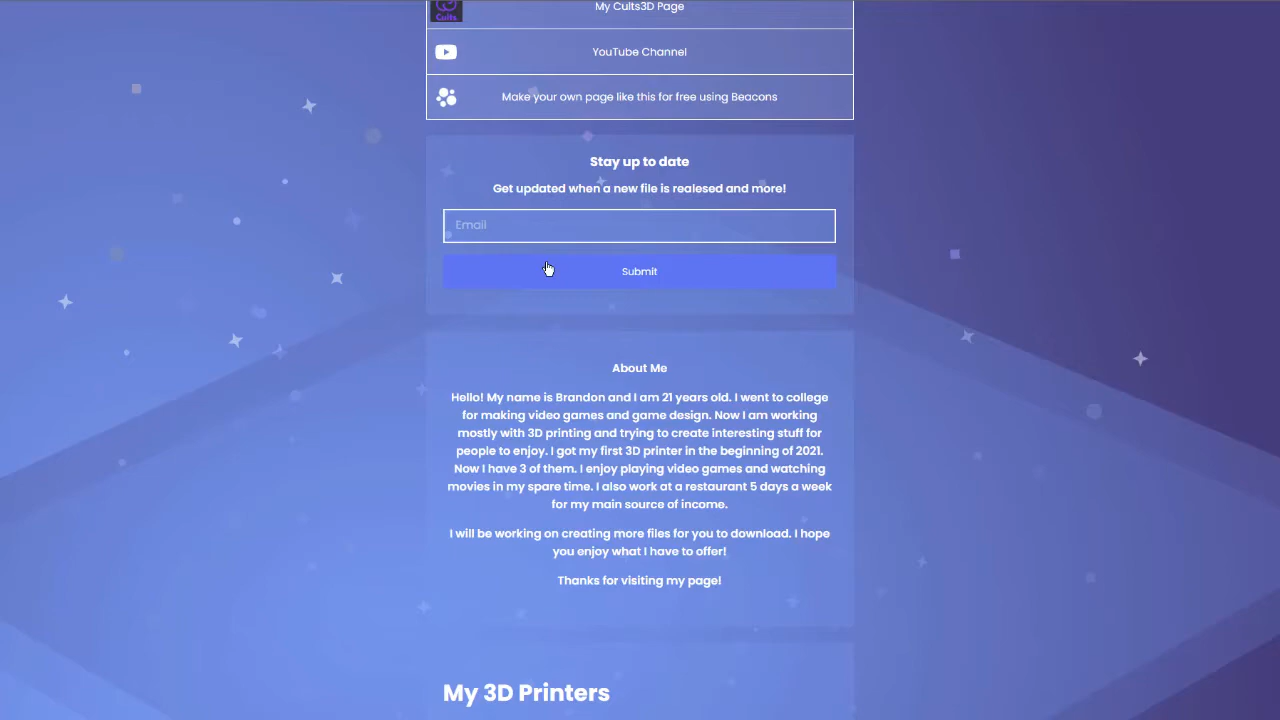 Cults
My Cults3D Page
YouTube Channel
Make your own page like this for free using Beacons
Stay up to date
Get updated when a new file is realesed and more!
Email
Submit
About Me
Hello! My name is Brandon and I am 21 years old. I went to college
for making video games and game design. Now I am working
mostly with 3D printing and trying to create interesting stuff for
people to enjoy. I got my first 3D printer in the beginning of 2021.
Now I have 3 of them. I enjoy playing video games and watching
movies in my spare time. I also work at a restaurant 5 days a week
for my main source of income.
I will be working on creating more files for you to download. I hope
you enjoy what I have to offer!
Thanks for visiting my page!
My 3D Printers